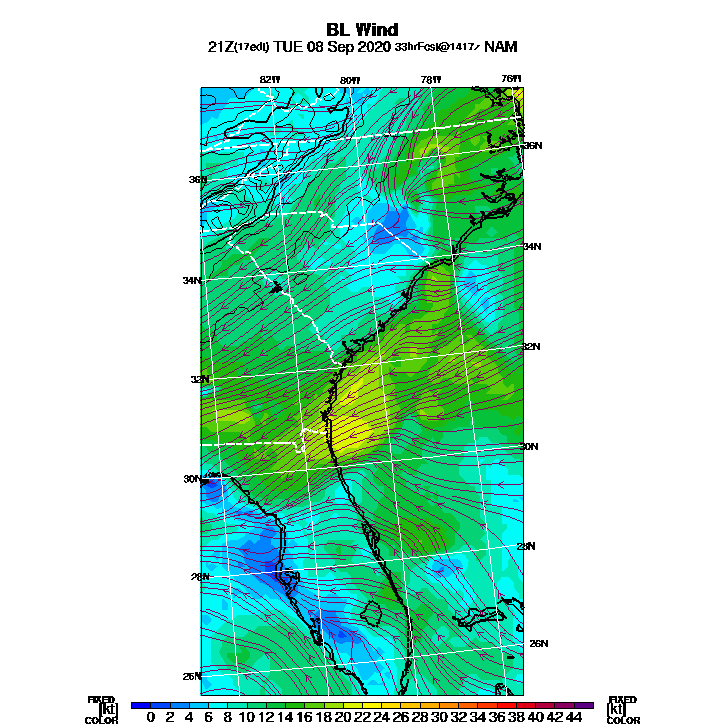 BL Wind
21Z(17edt) TUE 08 Sep 2020 33hrFcst@1417z NAM
82W 80W 78W 76W
36N
36N
34N
34N
32N
32N
30N
30N
28N
28N
26N
26N
FIXED FIXED
[kt] 0 2 4 6 8 10 12 14 16 18 20 22 24 26 28 30 32 34 36 38 40 42 44 [kt]
COLOR COLOR